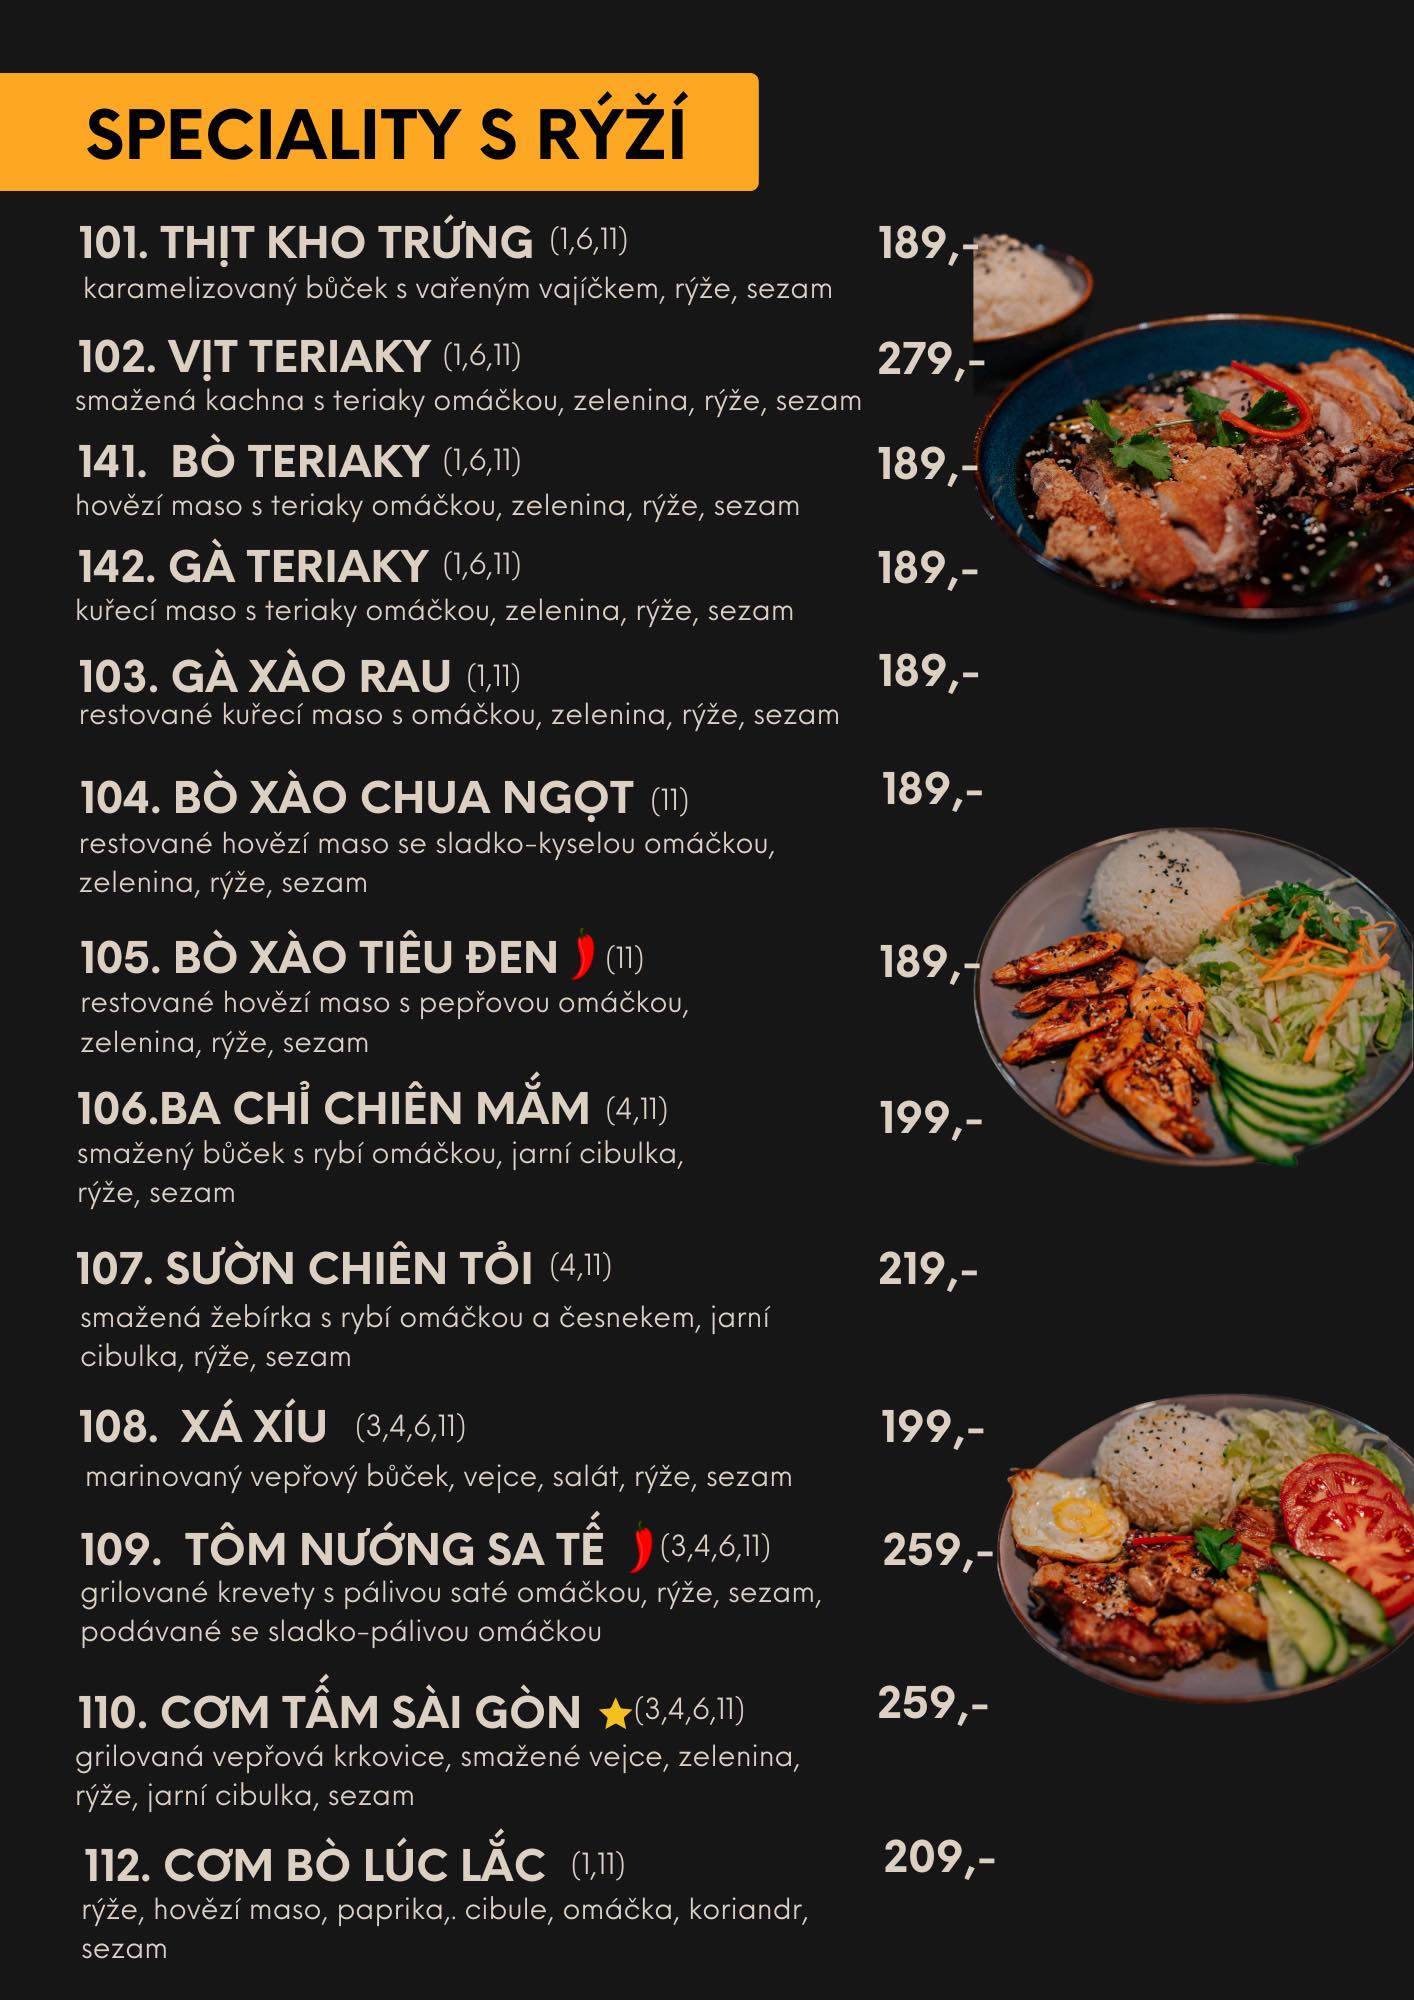 SPECIALITY S RÝŽÍ
101. THỊT KHO TRỨNG (1,6,11) 189,-
karamelizovaný bůček s vařeným vajíčkem, rýže, sezam
102. VỊT TERIAKY (1,6,11) 279,-
smažená kachna s teriaky omáčkou, zelenina, rýže, sezam
141. BÒ TERIAKY (1,6,11) 189,-
hovězí maso s teriaky omáčkou, zelenina, rýže, sezam
142. GÀ TERIAKY (1,6,11) 189,-
kuřecí maso s teriaky omáčkou, zelenina, rýže, sezam
103. GÀ XÀO RAU (1,11) 189,-
restované kuřecí maso s omáčkou, zelenina, rýže, sezam
104. BÒ XÀO CHUA NGỌT (11) 189,-
restované hovězí maso se sladko-kyselou omáčkou,
zelenina, rýže, sezam
105. BÒ XÀO TIÊU ĐEN (11) 189,-
restované hovězí maso s pepřovou omáčkou,
zelenina, rýže, sezam
106.BA CHỈ CHIÊN MẮM (4,11) 199,-
smažený bůček s rybí omáčkou, jarní cibulka,
rýže, sezam
107. SƯỜN CHIÊN TỎI (4,11) 219,-
smažená žebírka s rybí omáčkou a česnekem, jarní
cibulka, rýže, sezam
108. XÁ XÍU (3,4,6,11) 199,-
marinovaný vepřový bůček, vejce, salát, rýže, sezam
109. TÔM NƯỚNG SA TẾ (3,4,6,11) 259,-
grilované krevety s pálivou saté omáčkou, rýže, sezam,
podávané se sladko-pálivou omáčkou
110. CƠM TẤM SÀI GÒN (3,4,6,11) 259,-
grilovaná vepřová krkovice, smažené vejce, zelenina,
rýže, jarní cibulka, sezam
112. CƠM BÒ LÚC LẮC (1,11) 209,-
rýže, hovězí maso, paprika,. cibule, omáčka, koriandr,
sezam